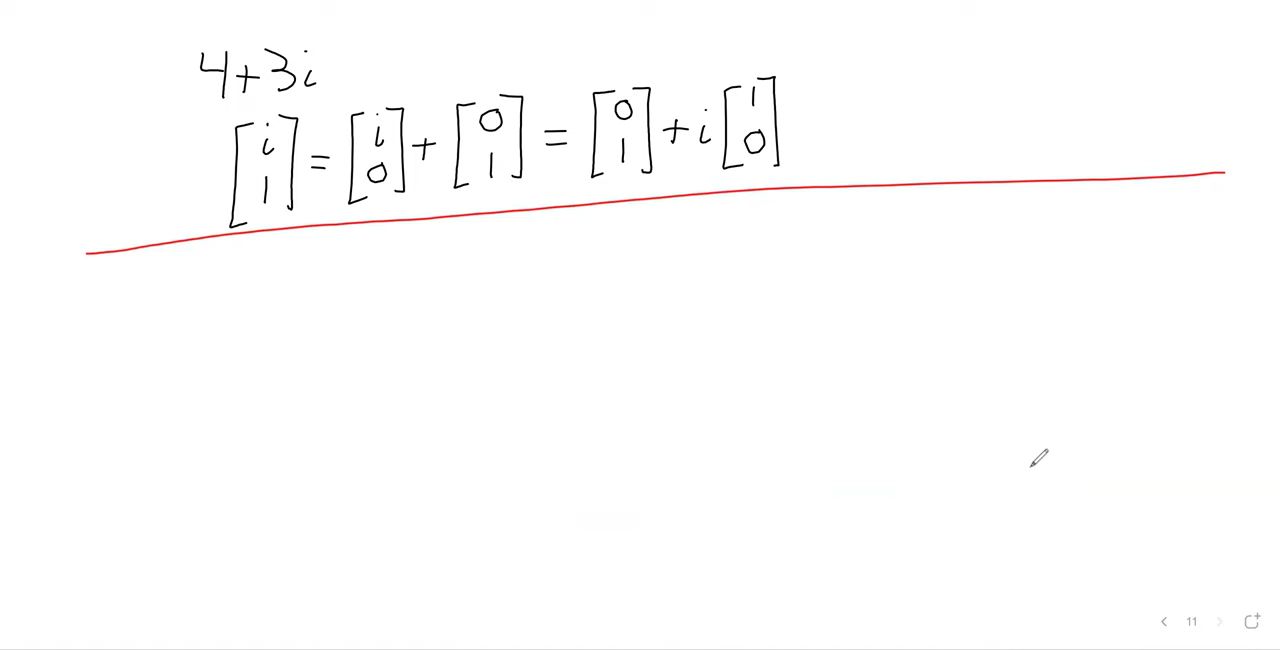 4+3i
[i 1] = [i 0] + [0 1] = [0 1] + i [1 0]
< 11 >